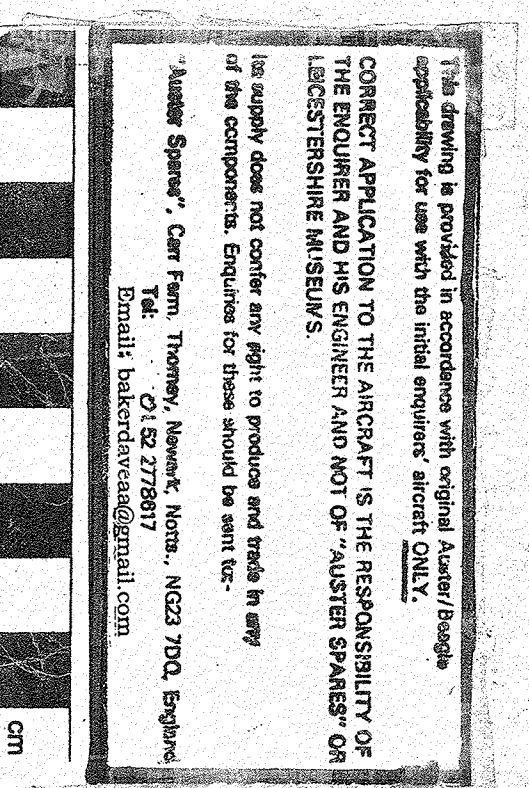 This drawing is provided in accordance with original Auster/Beagle
applicability for use with the initial enquirers' aircraft ONLY.
CORRECT APPLICATION TO THE AIRCRAFT IS THE RESPONSIBILITY OF
THE ENQUIRER AND HIS ENGINEER AND NOT OF "AUSTER SPARES" OR
LEICESTERSHIRE MUSEUMS.
Its supply does not confer any right to produce and trade in any
of the components. Enquiries for these should be sent to:-
"Auster Spares", Carr Farm, Thorney, Newark, Notts., NG23 7DQ, England
Tel: 0152 2778617
Email: bakerdaveaa@gmail.com
cm